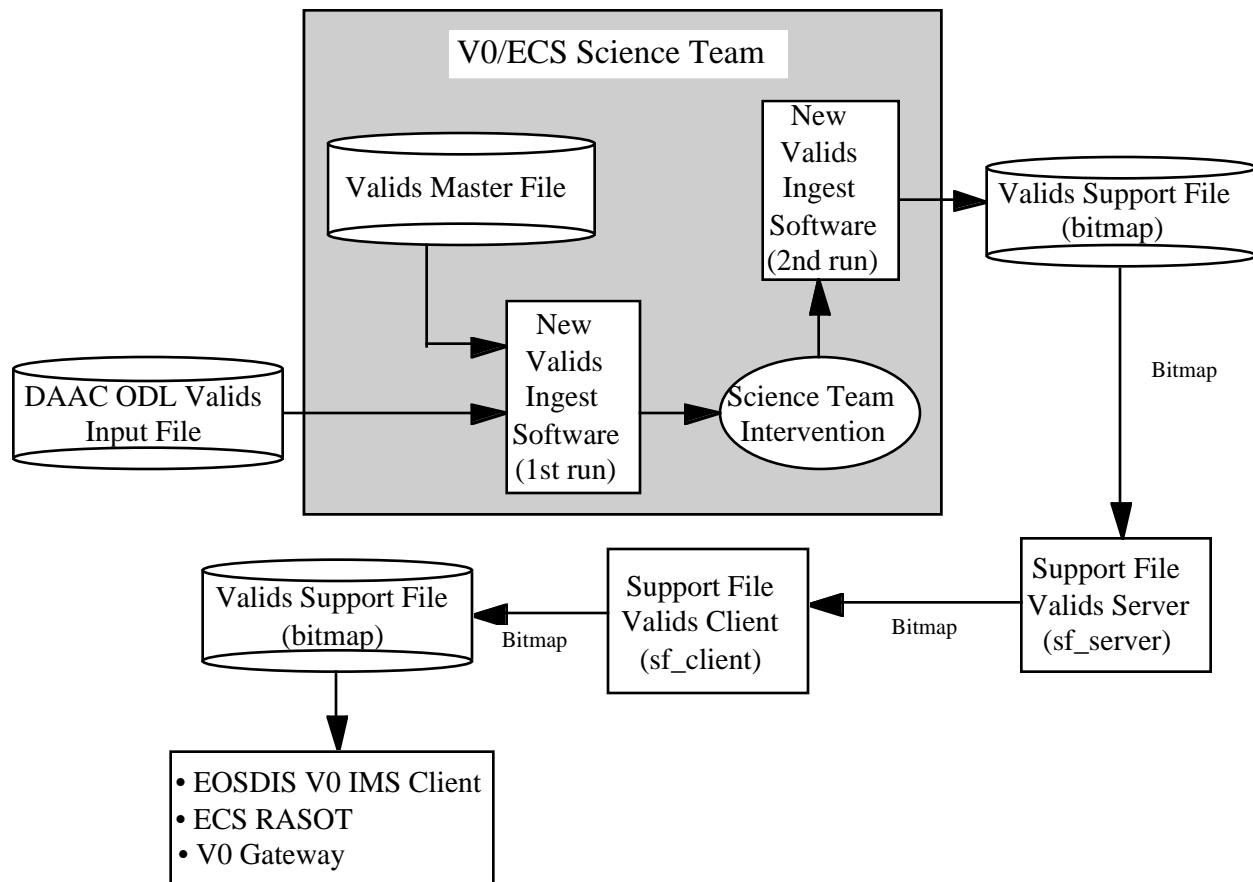 V0/ECS Science Team
New
Valids
Ingest
Software
(2nd run)
Valids Master File
Valids Support File
(bitmap)
New
Valids
Ingest
Software
(1st run)
DAAC ODL Valids
Input File
Science Team
Intervention
Bitmap
Support File
Valids Server
(sf_server)
Bitmap
Support File
Valids Client
(sf_client)
Bitmap
Valids Support File
(bitmap)
• EOSDIS V0 IMS Client
• ECS RASOT
• V0 Gateway